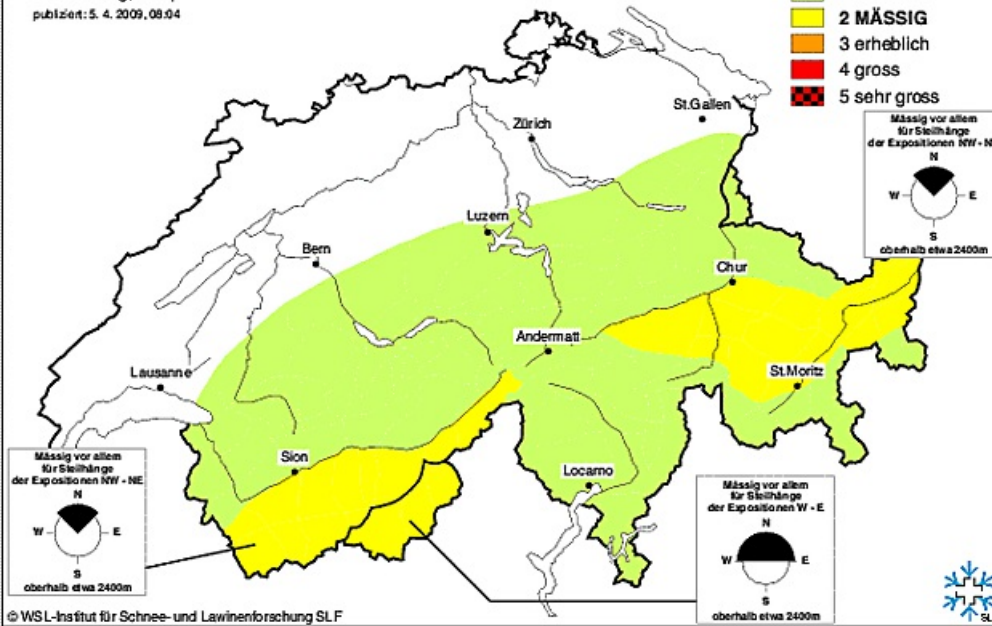 publiziert: 5. 4. 2009, 08:04
2 MÄSSIG
3 erheblich
4 gross
5 sehr gross
St.Gallen
Zürich
Mässig vor allem
für Steilhänge
der Expositionen NW - N
N
W
E
S
oberhalb etwa 2400m
Luzern
Bern
Chur
Andermatt
St.Moritz
Lausanne
Sion
Locarno
Mässig vor allem
für Steilhänge
der Expositionen NW - NE
N
W
E
S
oberhalb etwa 2400m
Mässig vor allem
für Steilhänge
der Expositionen W - E
N
W
E
S
oberhalb etwa 2400m
© WSL-Institut für Schnee- und Lawinenforschung SLF